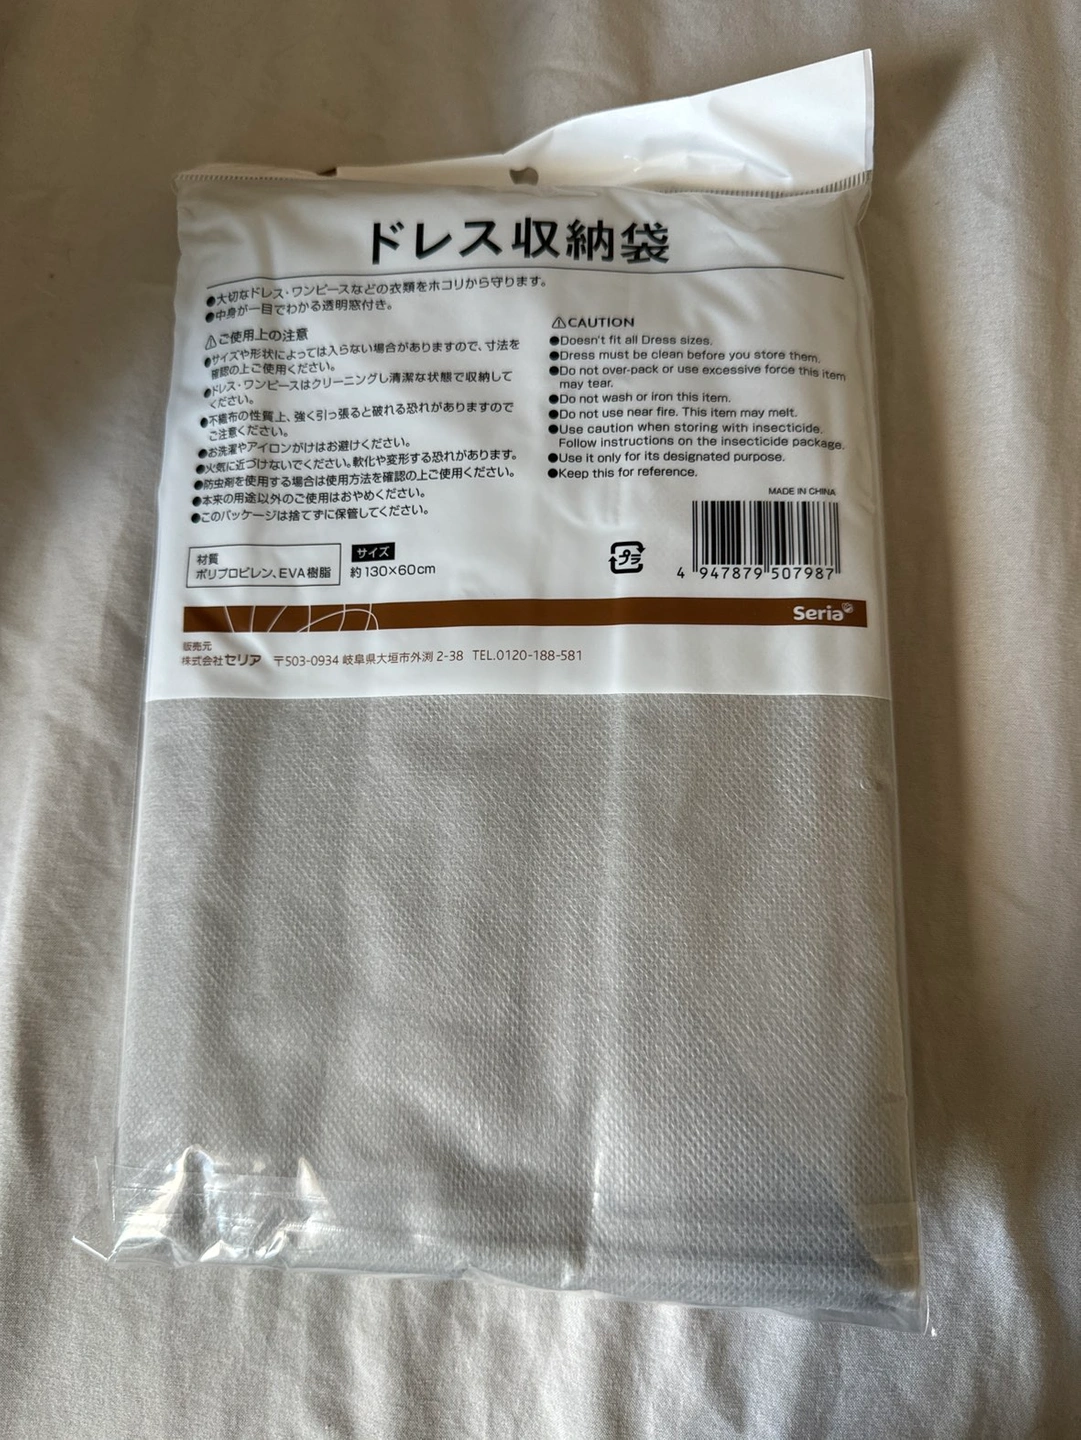 ドレス収納袋
●大切なドレス・ワンピースなどの衣類をホコリから守ります。
●中身が一目でわかる透明窓付き。
⚠ご使用上の注意
●サイズや形状によっては入らない場合がありますので、寸法を
確認の上ご使用ください。
●ドレス・ワンピースはクリーニングし清潔な状態で収納して
ください。
●不織布の性質上、強く引っ張ると破れる恐れがありますので
ご注意ください。
●お洗濯やアイロンがけはお避けください。
●火気に近づけないでください。軟化や変形する恐れがあります。
●防虫剤を使用する場合は使用方法を確認の上ご使用ください。
●本来の用途以外のご使用はおやめください。
●このパッケージは捨てずに保管してください。
⚠CAUTION
●Doesn't fit all Dress sizes.
●Dress must be clean before you store them.
●Do not over-pack or use excessive force this item
may tear.
●Do not wash or iron this item.
●Do not use near fire. This item may melt.
●Use caution when storing with insecticide.
Follow instructions on the insecticide package.
●Use it only for its designated purpose.
●Keep this for reference.
MADE IN CHINA
材質
ポリプロピレン、EVA樹脂
サイズ
約130×60cm
プラ
4 947879 507987
Seria
販売元
株式会社セリア 〒503-0934 岐阜県大垣市外渕2-38 TEL.0120-188-581